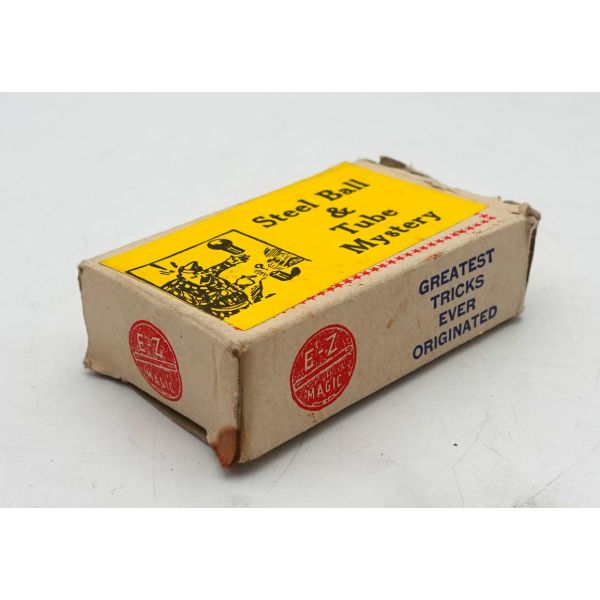 Steel Ball
&
Tube
Mystery
GREATEST
TRICKS
EVER
ORIGINATED
E-Z
MAGIC
E-Z
MAGIC